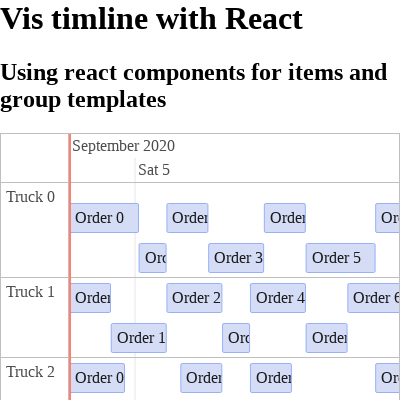 Vis timline with React
Using react components for items and
group templates
September 2020
Sat 5
Truck 0
Order 0 Order Order Or
Orc Order 3 Order 5
Truck 1
Order Order 2 Order 4 Order 6
Order 1 Orc Order
Truck 2
Order 0 Order Order Or